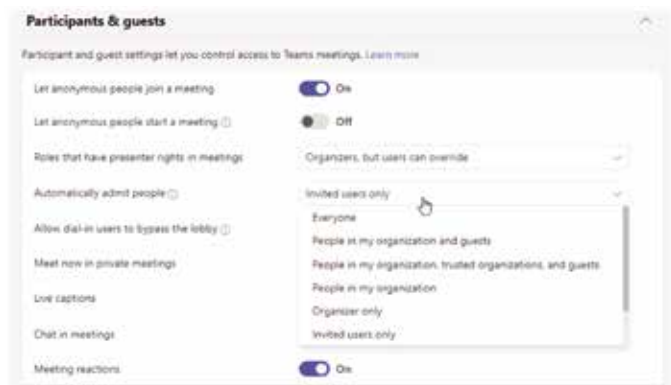 Participants & guests
Participant and guest settings let you control access to Teams meetings. Learn more
Let anonymous people join a meeting On
Let anonymous people start a meeting Off
Roles that have presenter rights in meetings Organizers, but users can override
Automatically admit people Invited users only
Everyone
Allow dial-in users to bypass the lobby
People in my organization and guests
Meet now in private meetings
People in my organization, trusted organizations, and guests
People in my organization
Live captions
Organizer only
Chat in meetings
Invited users only
Meeting reactions On